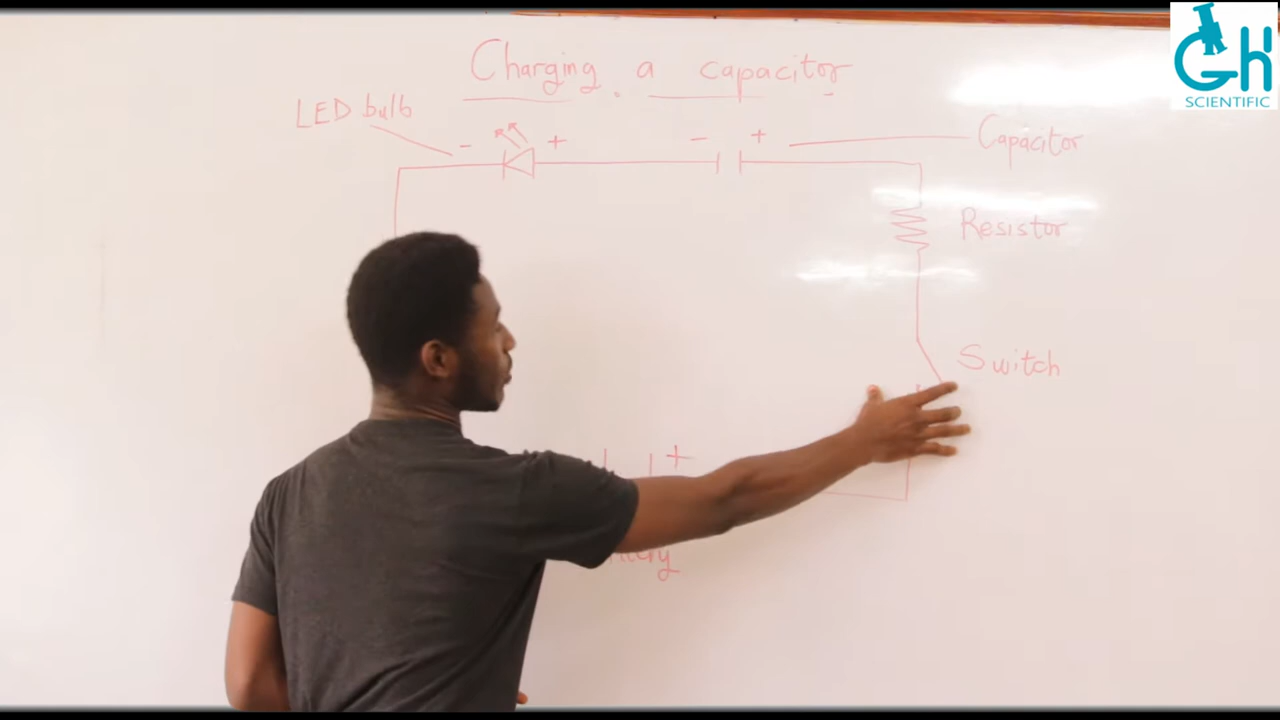 Charging a capacitor
LED bulb
- +
- +
Capacitor
Resistor
Switch
+
GH
SCIENTIFIC